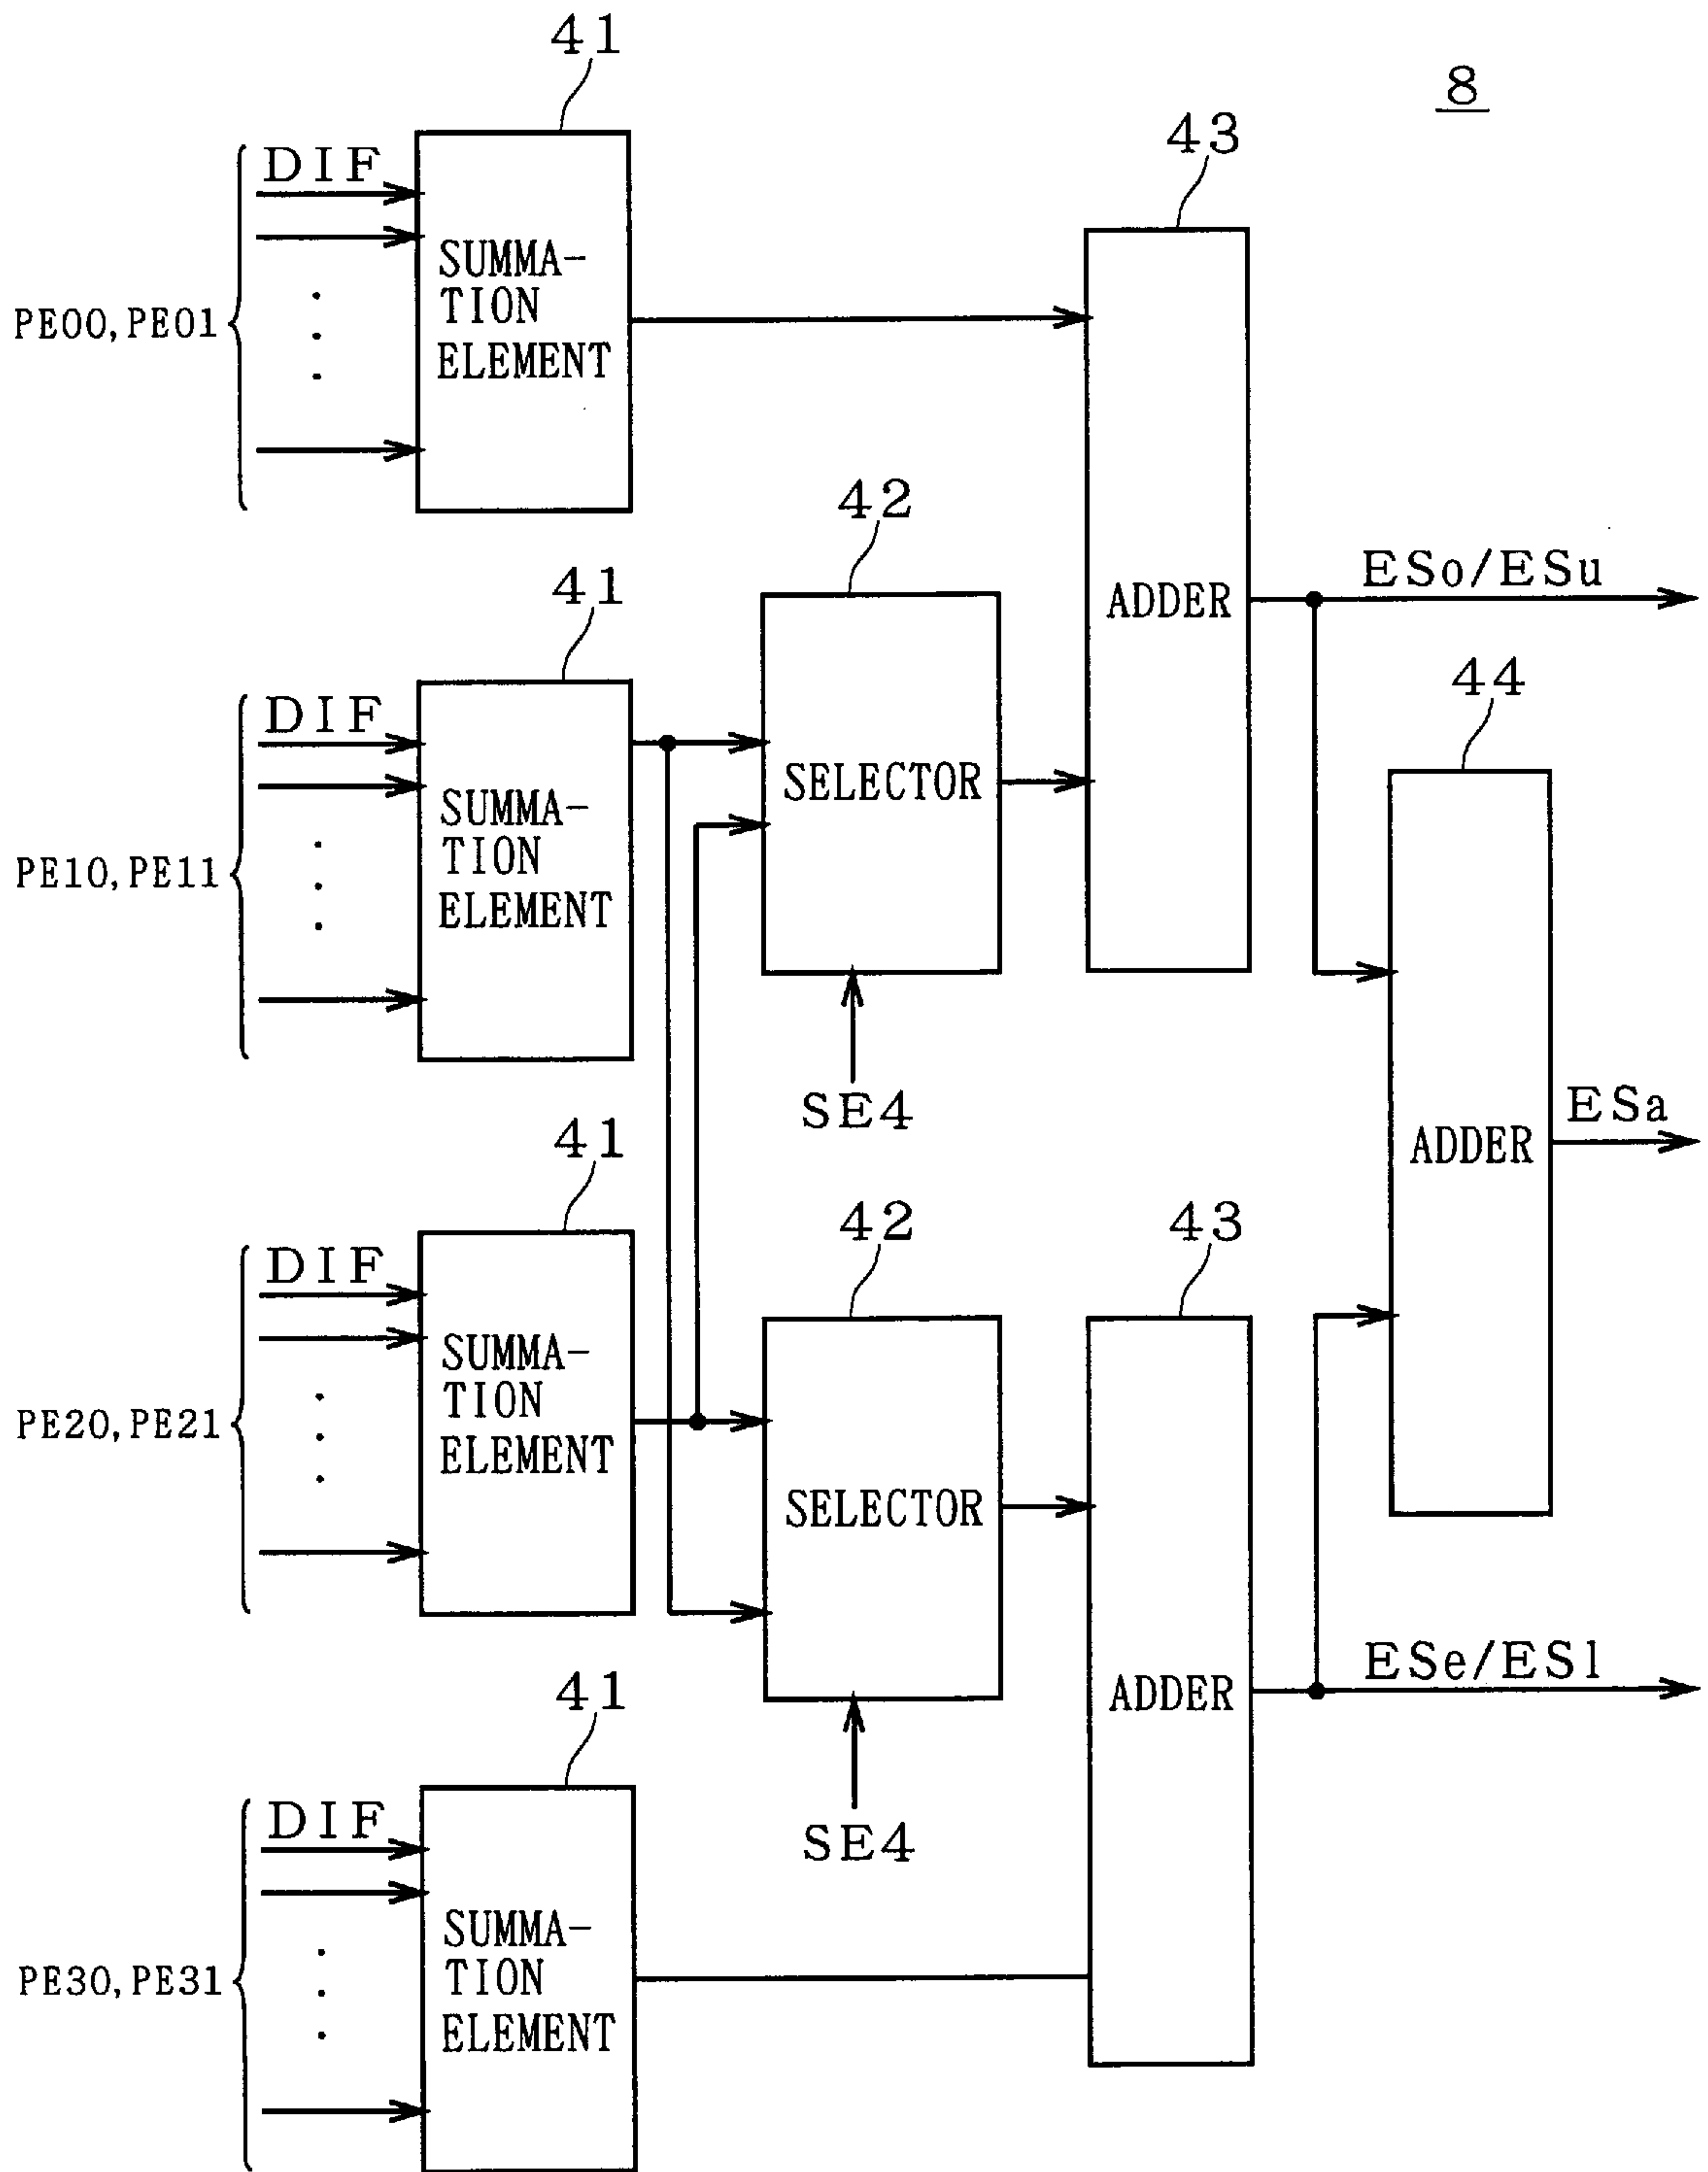 41
8
43
DIF
SUMMA-
TION
ELEMENT
PE00, PE01
42
ESo/ESu
41
ADDER
44
DIF
SELECTOR
SUMMA-
TION
ELEMENT
PE10, PE11
SE4
ESa
ADDER
41
42
43
DIF
SUMMA-
TION
ELEMENT
PE20, PE21
SELECTOR
ESe/ESl
41
ADDER
DIF
SE4
SUMMA-
TION
ELEMENT
PE30, PE31